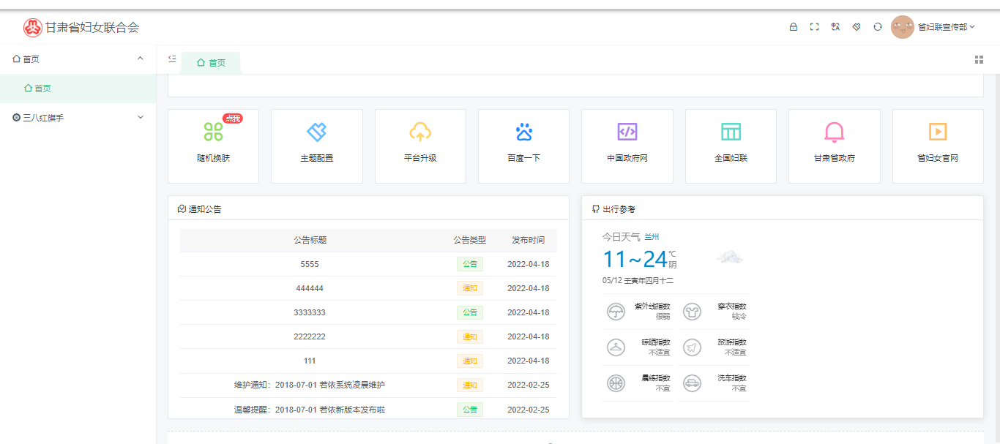 甘肃省妇女联合会
省妇联宣传部
首页
首页
首页
三八红旗手
点我
随机换肤
主题配置
平台升级
百度一下
中国政府网
全国妇联
甘肃省政府
省妇女官网
通知公告
公告标题 公告类型 发布时间
5555 公告 2022-04-18
444444 通知 2022-04-18
3333333 公告 2022-04-18
2222222 通知 2022-04-18
111 通知 2022-04-18
维护通知：2018-07-01 若依系统凌晨维护 通知 2022-02-25
温馨提醒：2018-07-01 若依新版本发布啦 公告 2022-02-25
出行参考
今日天气 兰州
11~24℃
阴
05/12 壬寅年四月十二
紫外线指数
很弱
穿衣指数
较冷
晾晒指数
不适宜
旅游指数
不适宜
晨练指数
不宜
洗车指数
不宜